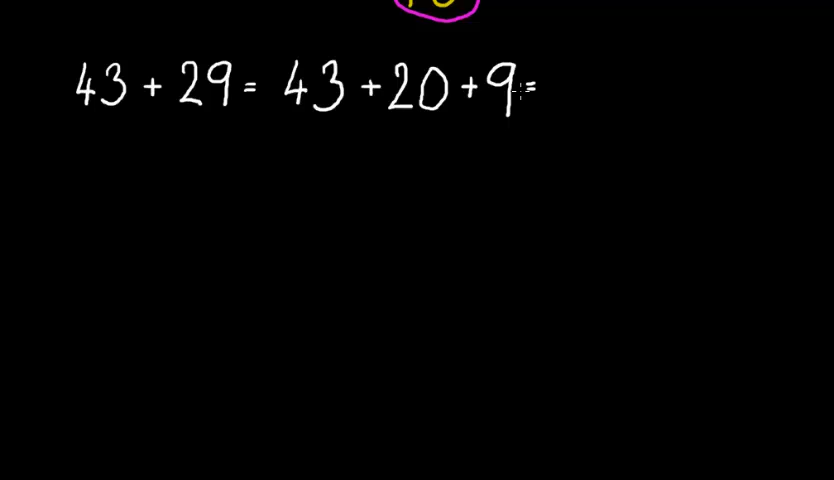 43 + 29 = 43 + 20 + 9 =